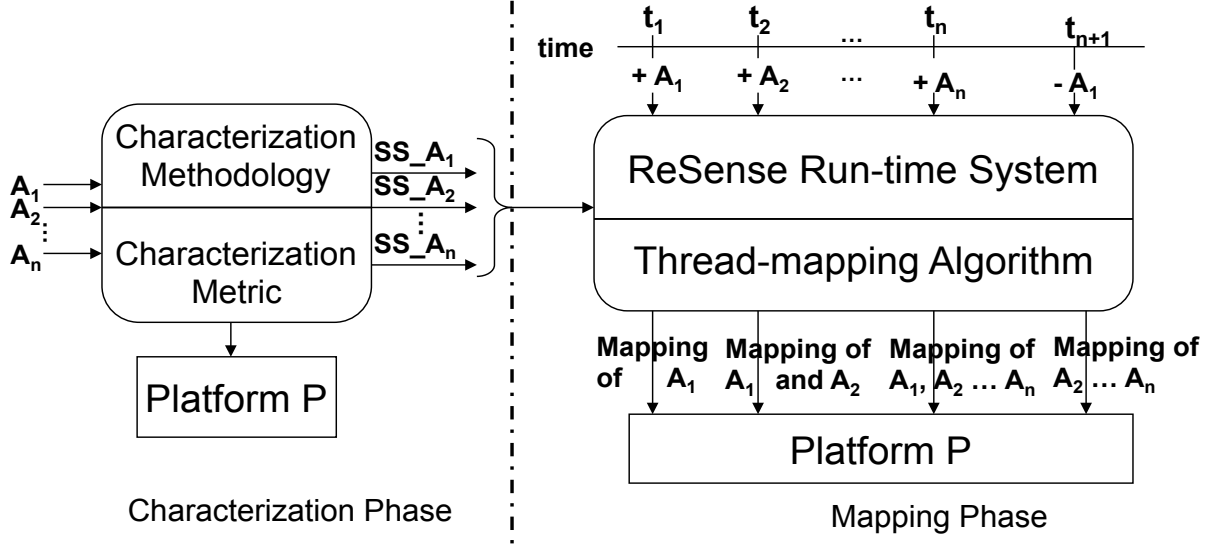 Characterization
Methodology
Characterization
Metric
A₁
A₂
⋮
Aₙ
SS_A₁
SS_A₂
⋮
SS_Aₙ
Platform P
Characterization Phase
time
t₁ t₂ ... tₙ tₙ₊₁
+ A₁ + A₂ ... + Aₙ - A₁
ReSense Run-time System
Thread-mapping Algorithm
Mapping
of A₁
Mapping of
A₁ and A₂
Mapping of
A₁, A₂ ... Aₙ
Mapping of
A₂ ... Aₙ
Platform P
Mapping Phase